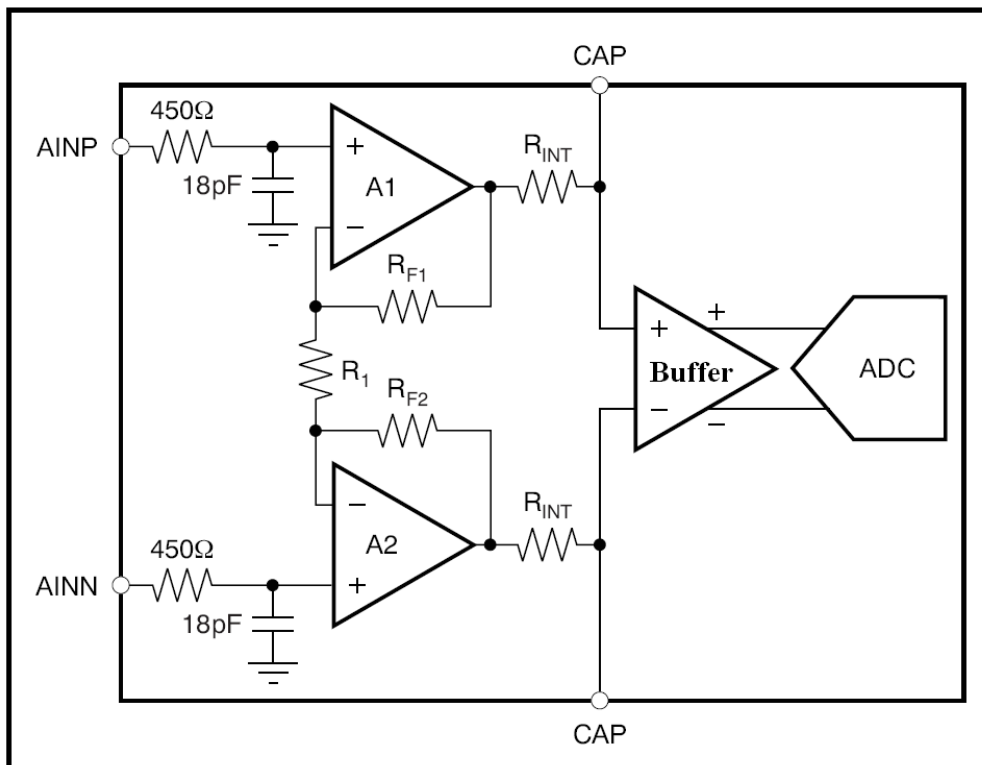 CAP
450Ω
AINP
+
R_INT
18pF
A1
−
R_F1
+
+
Buffer
ADC
R_1
R_F2
−
−
−
R_INT
450Ω
A2
AINN
+
18pF
CAP